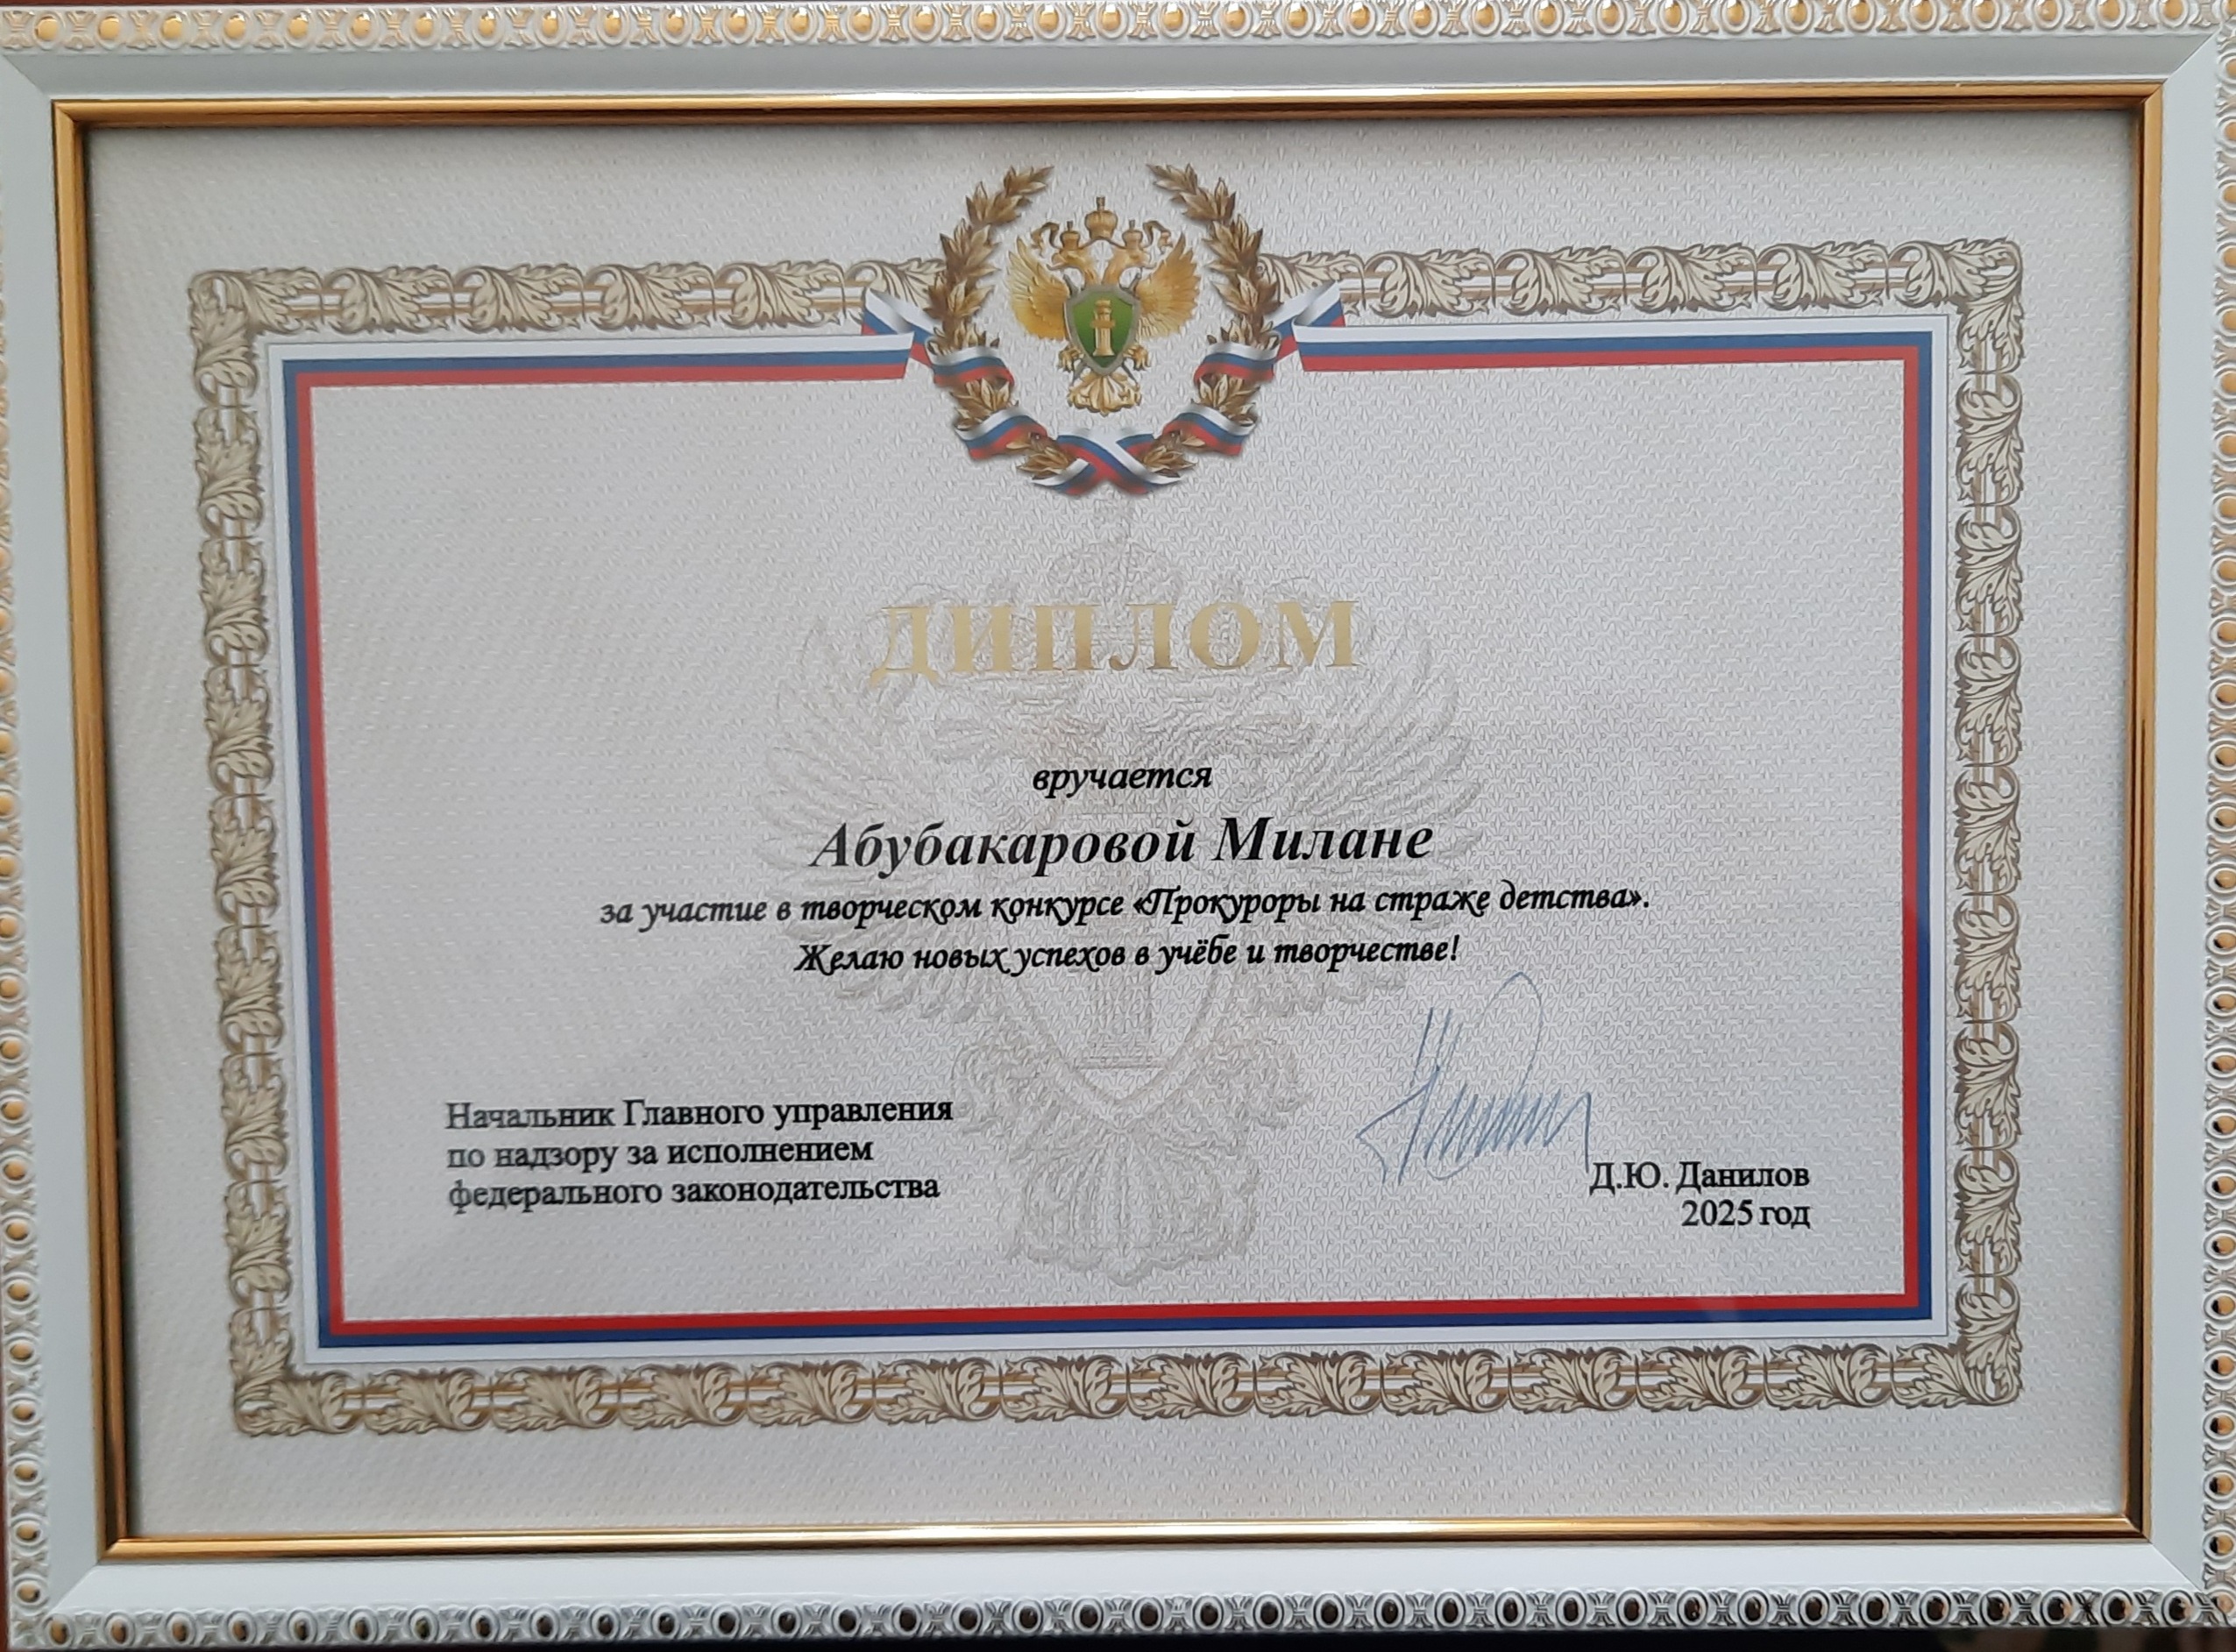 ДИПЛОМ
вручается
Абубакаровой Милане
за участие в творческом конкурсе «Прокуроры на страже детства».
Желаю новых успехов в учёбе и творчестве!
Начальник Главного управления
по надзору за исполнением
федерального законодательства
Д.Ю. Данилов
2025 год